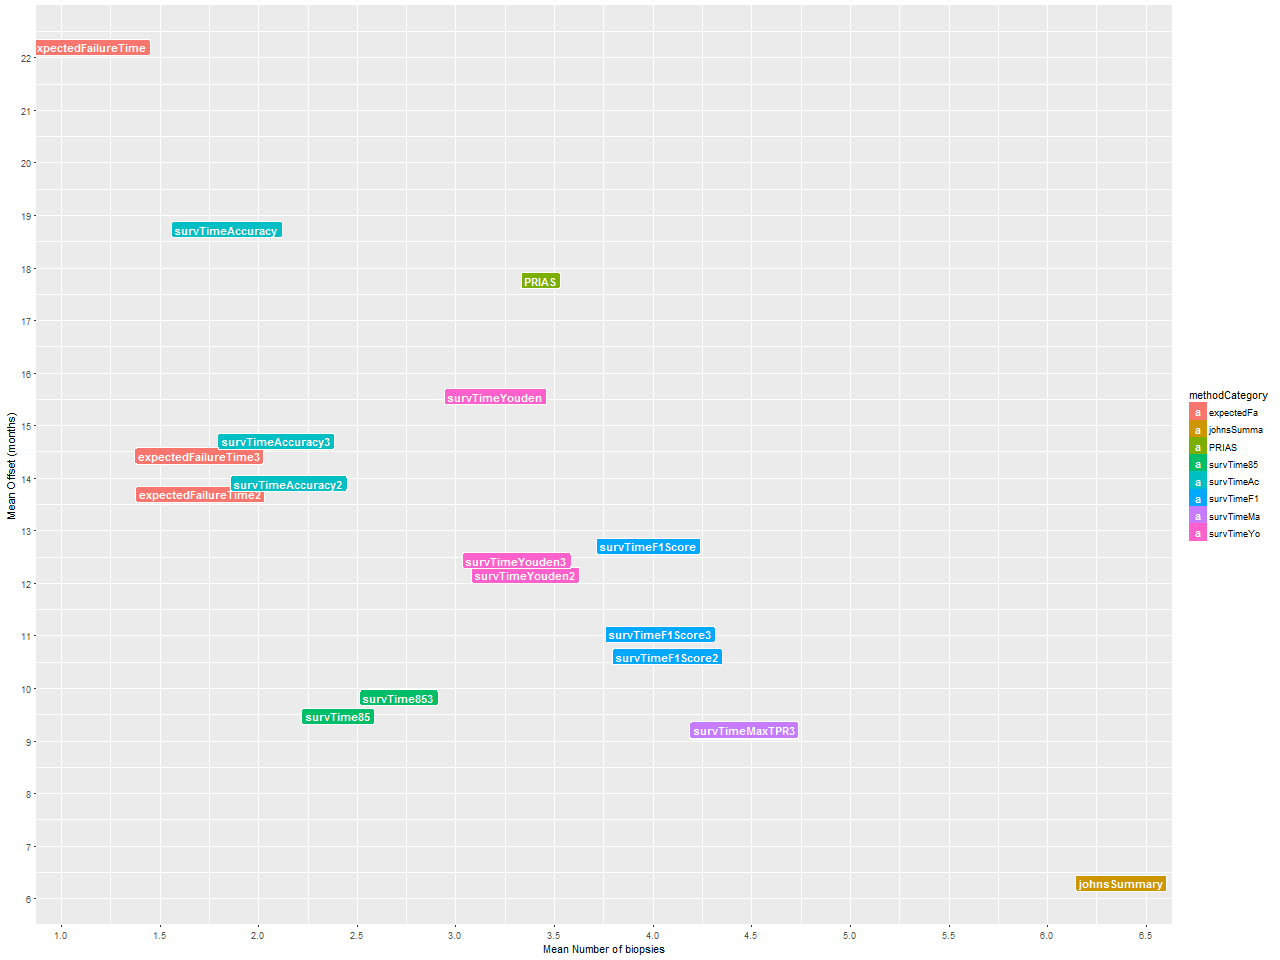 xpectedFailureTime
survTimeAccuracy
PRIAS
survTimeYouden
survTimeAccuracy3
expectedFailureTime3
survTimeAccuracy2
expectedFailureTime2
survTimeF1Score
survTimeYouden3
survTimeYouden2
survTimeF1Score3
survTimeF1Score2
survTime853
survTime85
survTimeMaxTPR3
johnsSummary
22
21
20
19
18
17
16
15
14
13
12
11
10
9
8
7
6
Mean Offset (months)
1.0 1.5 2.0 2.5 3.0 3.5 4.0 4.5 5.0 5.5 6.0 6.5
Mean Number of biopsies
methodCategory
a expectedFa
a johnsSumma
a PRIAS
a survTime85
a survTimeAc
a survTimeF1
a survTimeMa
a survTimeYo